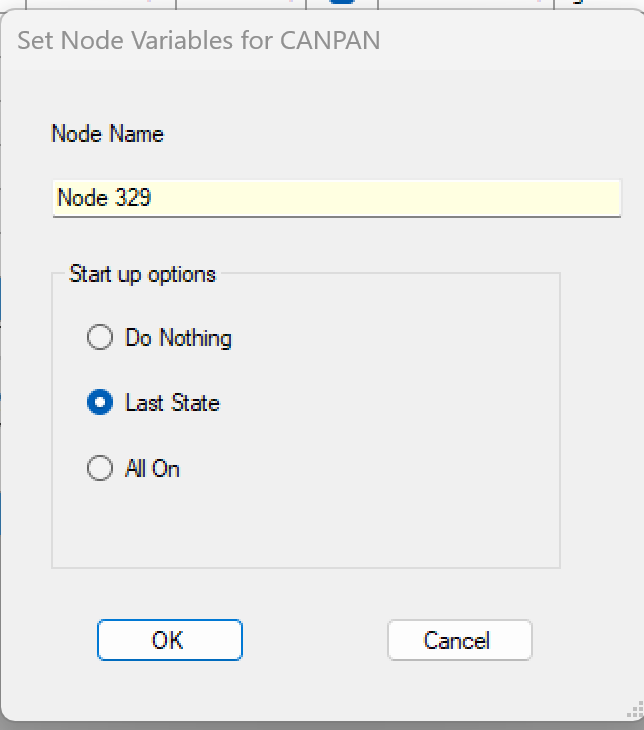 Set Node Variables for CANPAN
Node Name
Node 329
Start up options
Do Nothing
Last State
All On
OK
Cancel